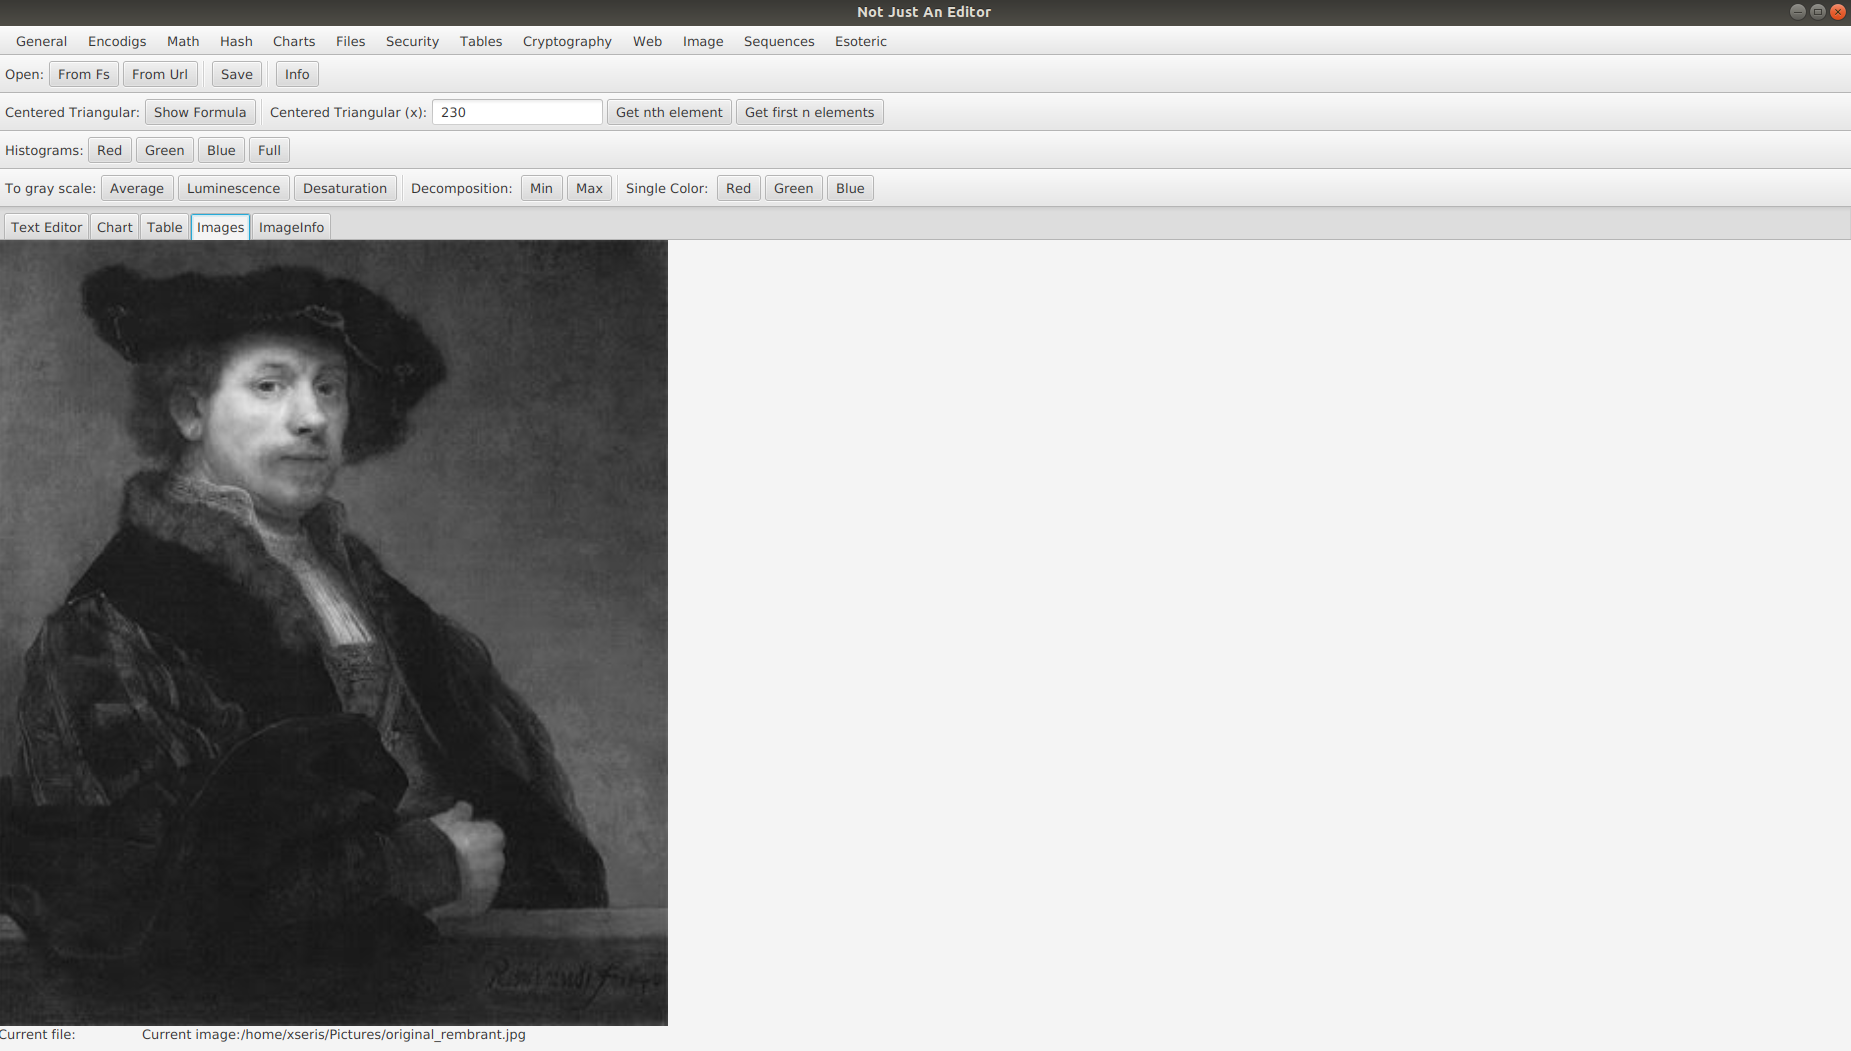 Not Just An Editor
General Encodigs Math Hash Charts Files Security Tables Cryptography Web Image Sequences Esoteric
Open: From Fs From Url Save Info
Centered Triangular: Show Formula Centered Triangular (x): 230 Get nth element Get first n elements
Histograms: Red Green Blue Full
To gray scale: Average Luminescence Desaturation Decomposition: Min Max Single Color: Red Green Blue
Text Editor Chart Table Images ImageInfo
Current file: Current image:/home/xseris/Pictures/original_rembrant.jpg